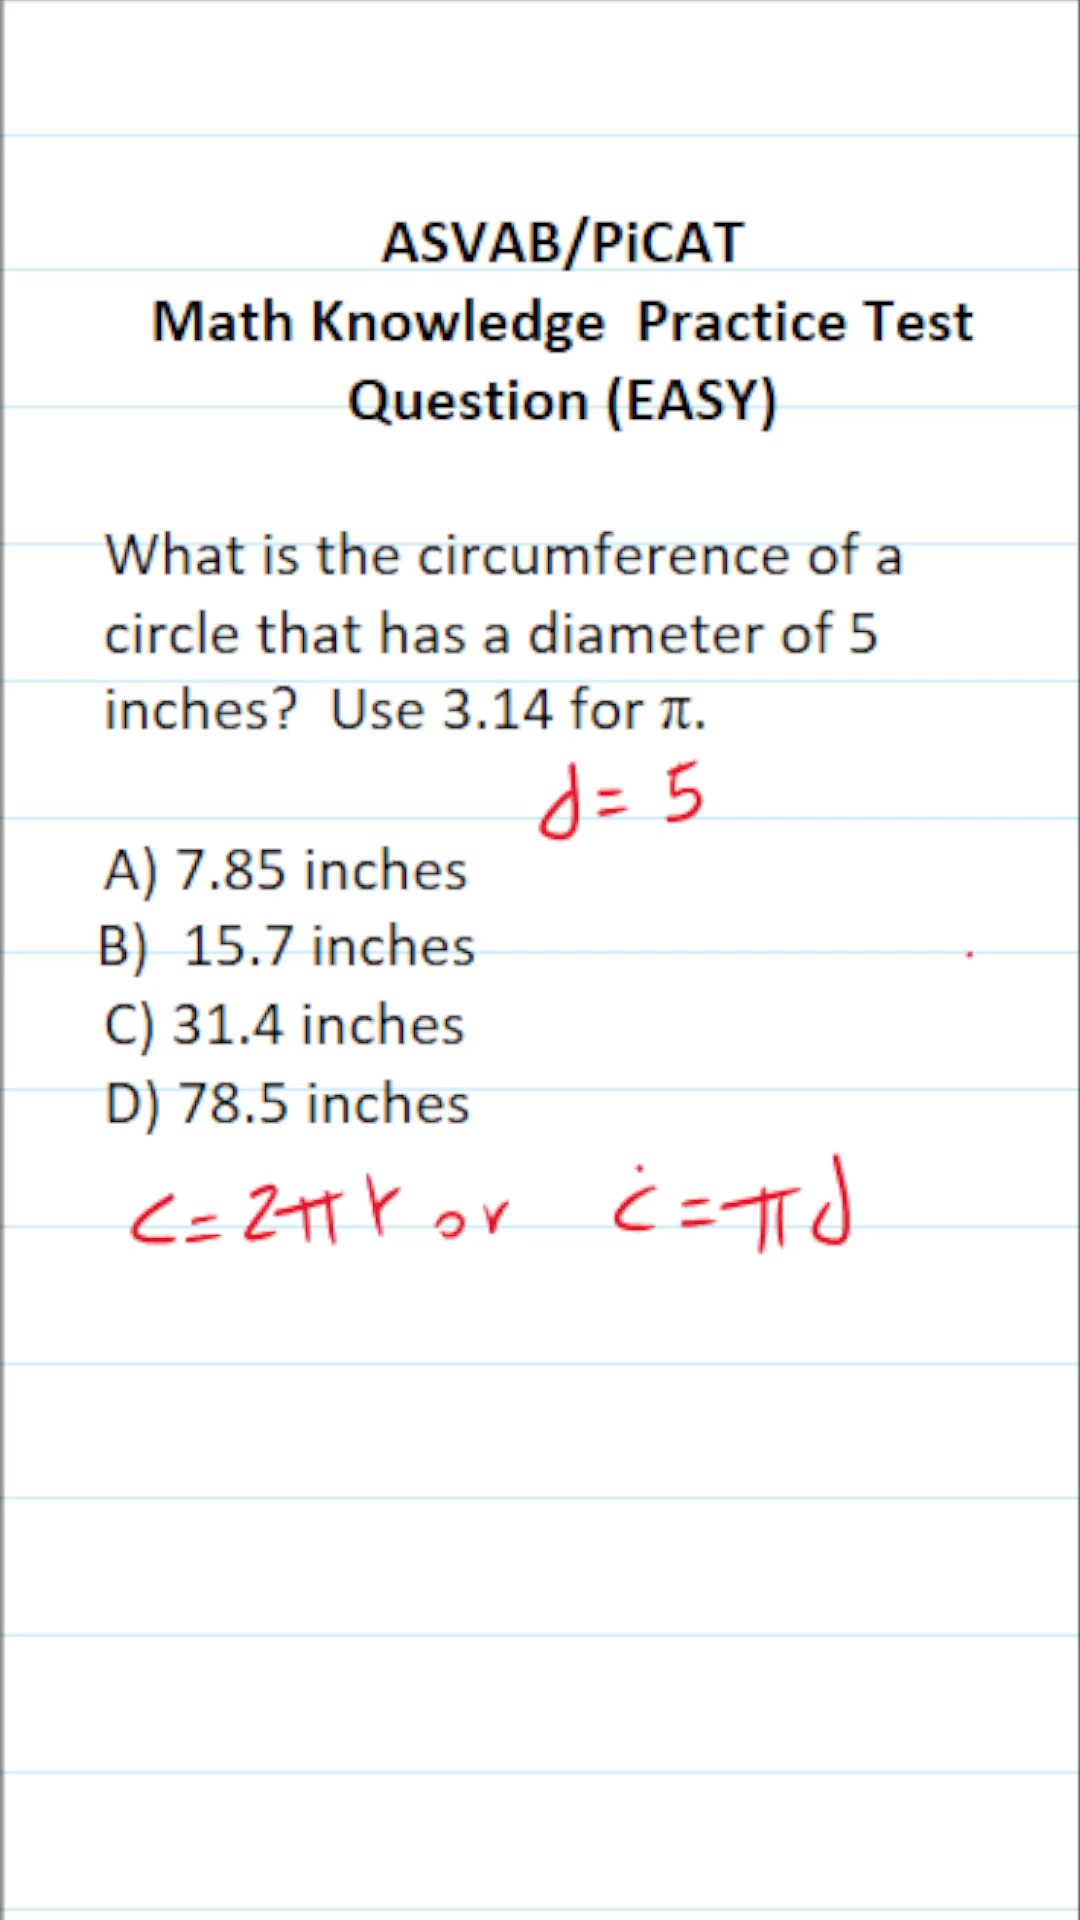 ASVAB/PiCAT
Math Knowledge  Practice Test
Question (EASY)
What is the circumference of a
circle that has a diameter of 5
inches?  Use 3.14 for π.
d = 5
A) 7.85 inches
B)  15.7 inches
C) 31.4 inches
D) 78.5 inches
C = 2πr or C = πd